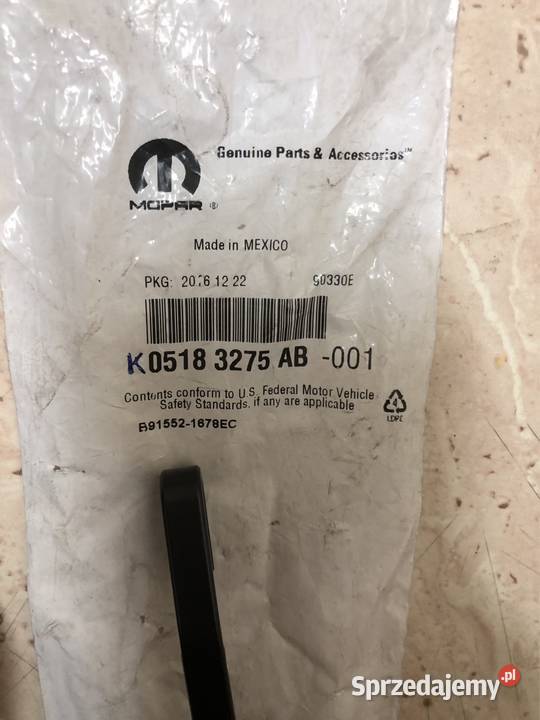 Genuine Parts & Accessories™
MOPAR ®
Made in MEXICO
PKG: 2016 12 22 90330E
K 0518 3275 AB -001
Contents conform to U.S. Federal Motor Vehicle
Safety Standards, if any are applicable
4
LDPE
B91552-1678EC
Sprzedajemy.pl